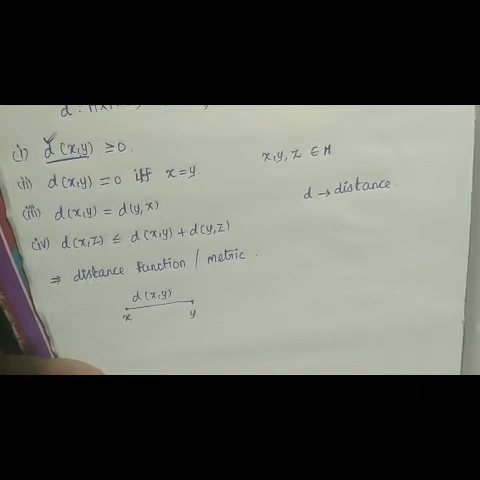 d :
(i) d(x,y) ≥0.
x,y,z ∈ M
(ii) d(x,y) = 0 iff x=y.
d → distance
(iii) d(x,y) = d(y,x)
(iv) d(x,z) ≤ d(x,y) + d(y,z)
⇒ distance function / metric.
d(x,y)
x y